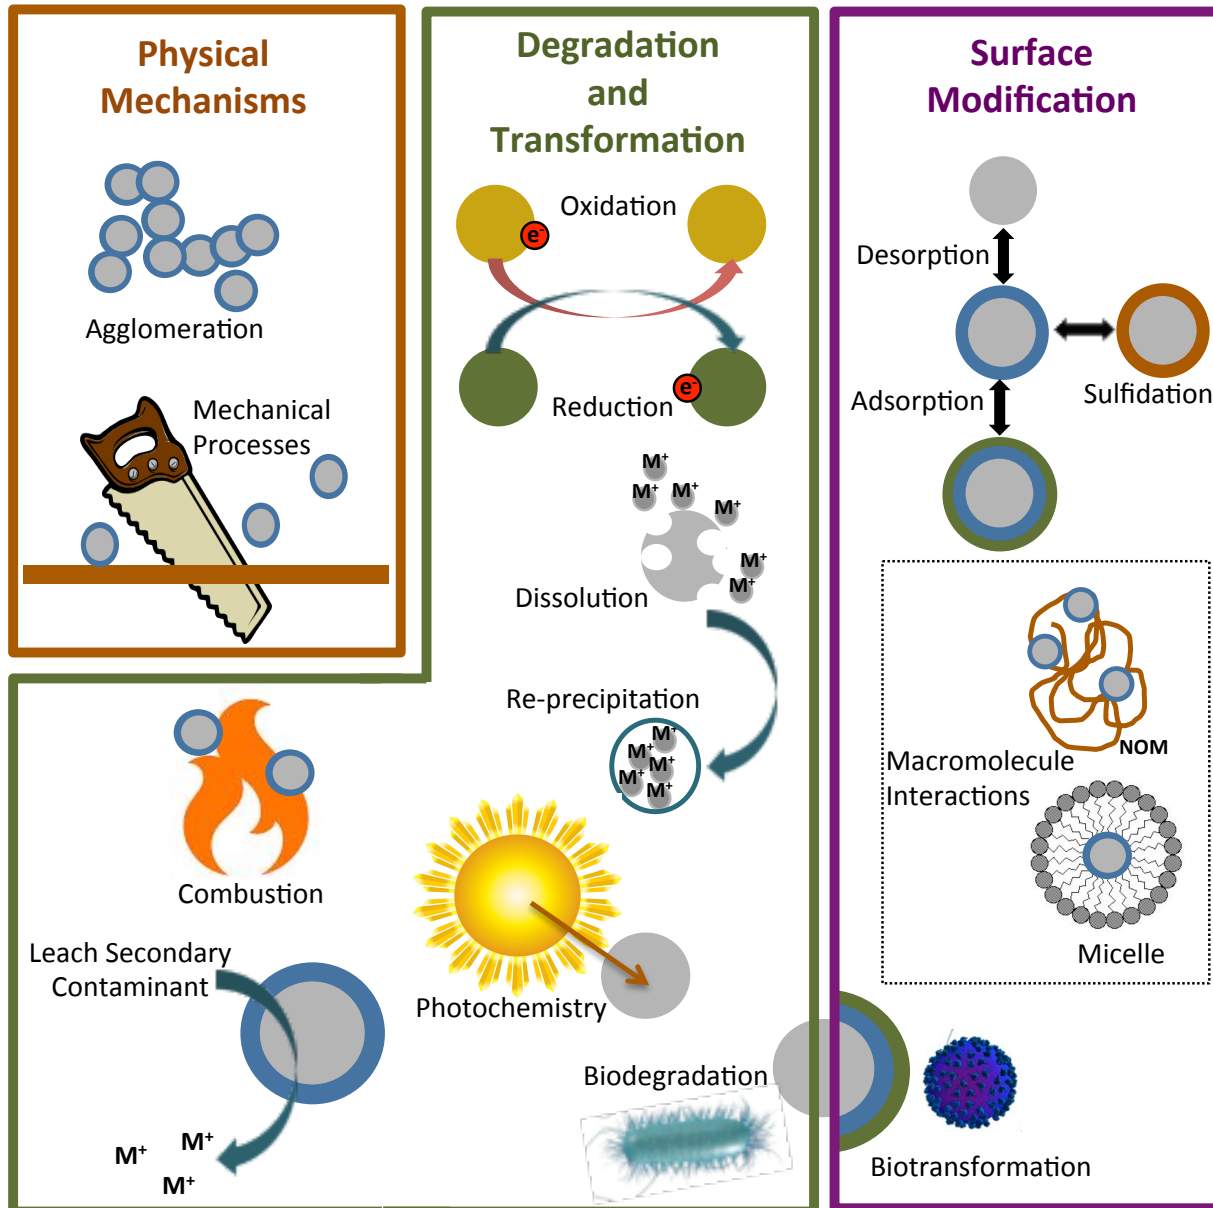 Physical
Mechanisms
Agglomeration
Mechanical
Processes
Degradation
and
Transformation
Oxidation
e-
Reduction
e-
M+
M+
M+
M+
M+
M+
Dissolution
Re-precipitation
M+
M+
M+
M+
M+
Combustion
Leach Secondary
Contaminant
M+
M+
M+
Photochemistry
Biodegradation
Surface
Modification
Desorption
Adsorption
Sulfidation
NOM
Macromolecule
Interactions
Micelle
Biotransformation